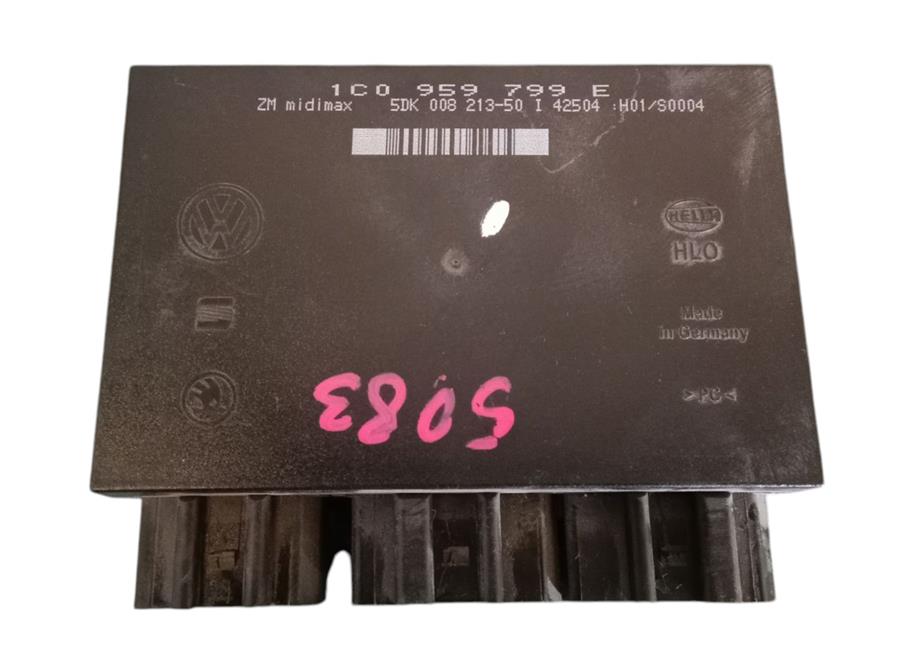 1C0 959 799 E
ZM midimax 5DK 008 213-50 I 42504 :H01/S0004
VW
HELLA
HLO
Made
in Germany
>PC<
5083